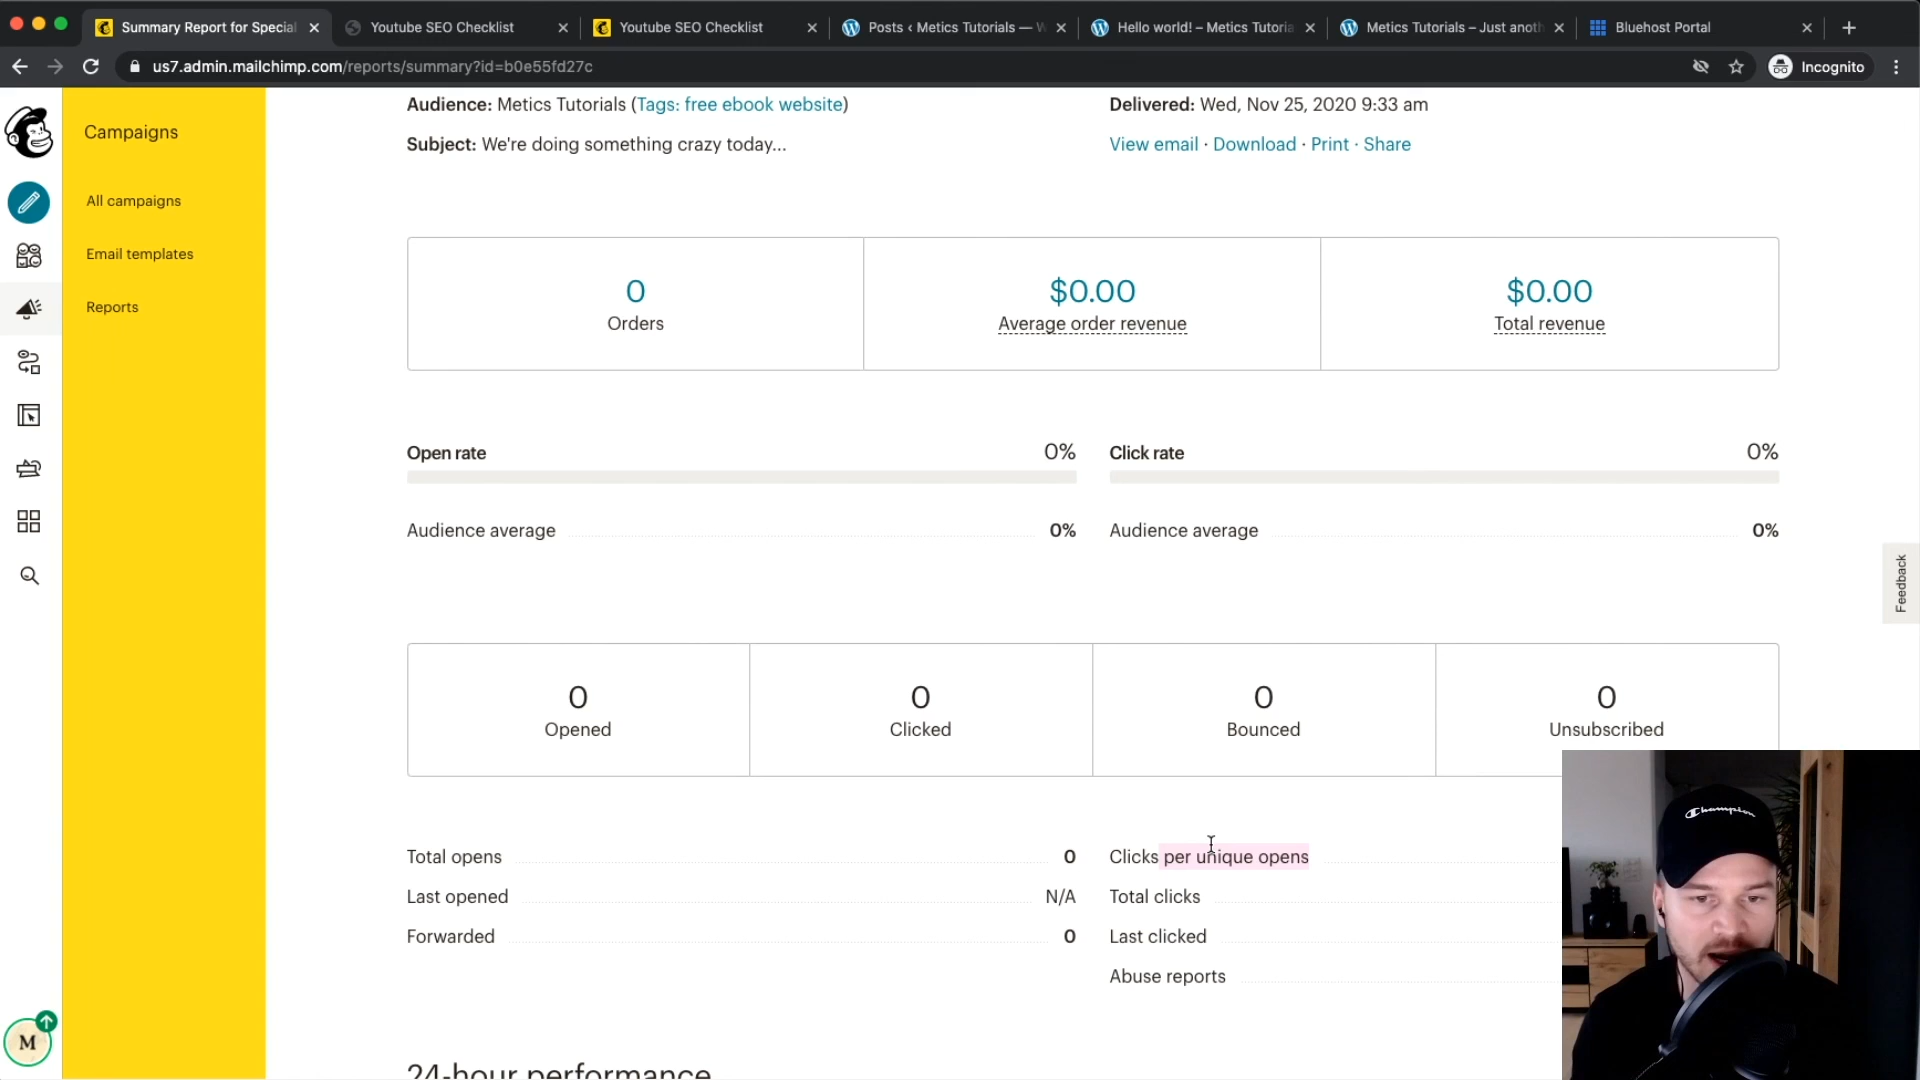 Summary Report for Special
Youtube SEO Checklist
Youtube SEO Checklist
Posts ‹ Metics Tutorials — W
Hello world! – Metics Tutoria
Metics Tutorials – Just anoth
Bluehost Portal
us7.admin.mailchimp.com/reports/summary?id=b0e55fd27c
Incognito
Campaigns
All campaigns
Email templates
Reports
M
Audience: Metics Tutorials (Tags: free ebook website)
Delivered: Wed, Nov 25, 2020 9:33 am
Subject: We're doing something crazy today...
View email · Download · Print · Share
0
Orders
$0.00
Average order revenue
$0.00
Total revenue
Open rate 0%
Click rate 0%
Audience average 0%
Audience average 0%
0
Opened
0
Clicked
0
Bounced
0
Unsubscribed
Total opens 0
Last opened N/A
Forwarded 0
Clicks per unique opens
Total clicks
Last clicked
Abuse reports
24-hour performance
Feedback
Champion